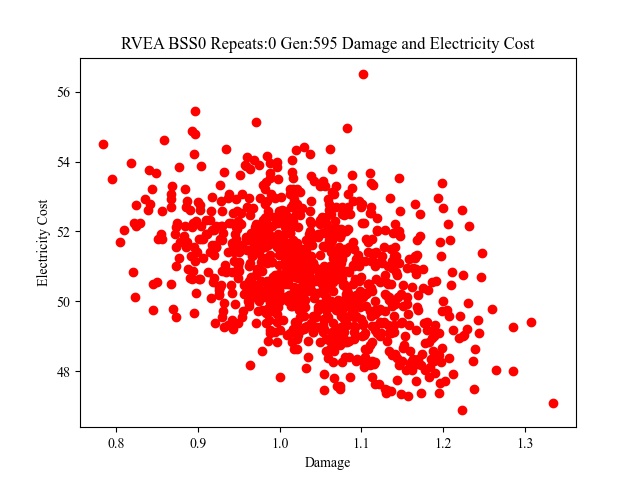 RVEA BSS0 Repeats:0 Gen:595 Damage and Electricity Cost
56
54
52
50
48
Electricity Cost
0.8 0.9 1.0 1.1 1.2 1.3
Damage